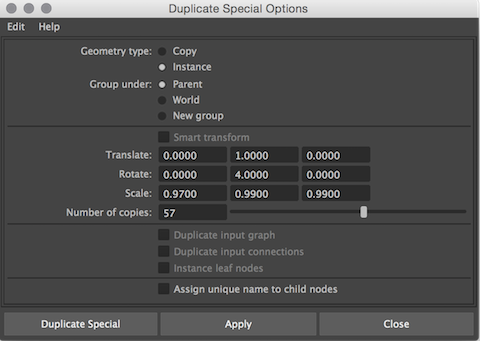 Duplicate Special Options
Edit Help
Geometry type: Copy
Instance
Group under: Parent
World
New group
Smart transform
Translate: 0.0000 1.0000 0.0000
Rotate: 0.0000 4.0000 0.0000
Scale: 0.9700 0.9900 0.9900
Number of copies: 57
Duplicate input graph
Duplicate input connections
Instance leaf nodes
Assign unique name to child nodes
Duplicate Special Apply Close